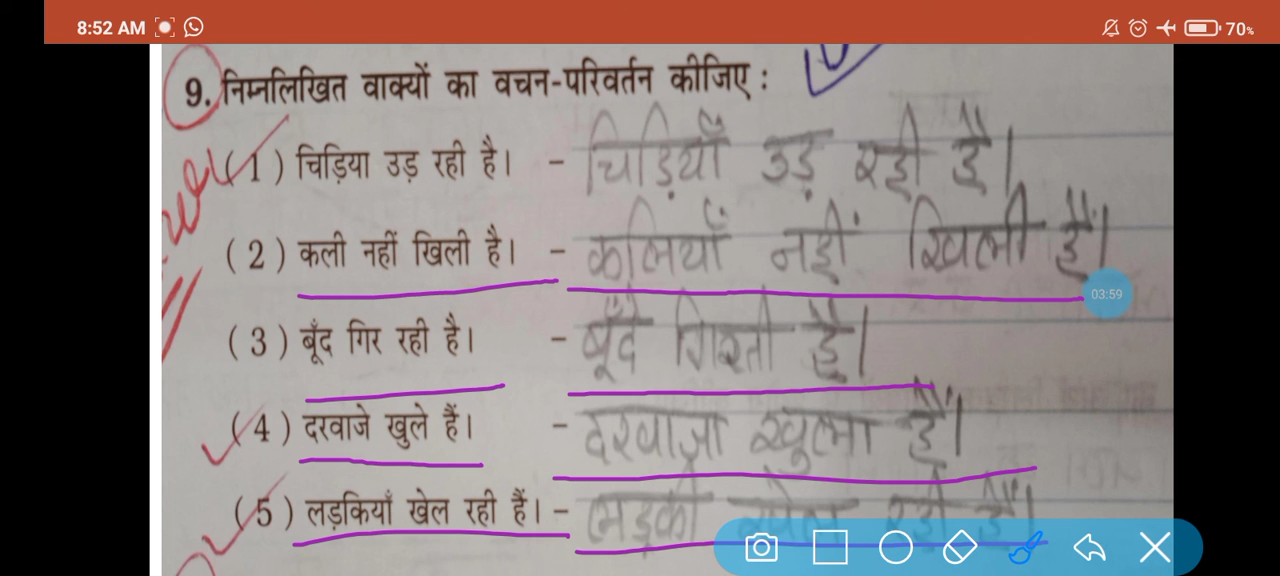 8:52 AM 70%
9. निम्नलिखित वाक्यों का वचन-परिवर्तन कीजिए :
(1) चिड़िया उड़ रही है। - चिड़ियाँ उड़ रही हैं।
(2) कली नहीं खिली है। - कलियाँ नहीं खिली हैं।
03:59
(3) बूँद गिर रही है। - बूँदें गिरती हैं।
(4) दरवाजे खुले हैं। - दरवाज़ा खुला हैं।
(5) लड़कियाँ खेल रही हैं। - लड़की खेल रही हैं।